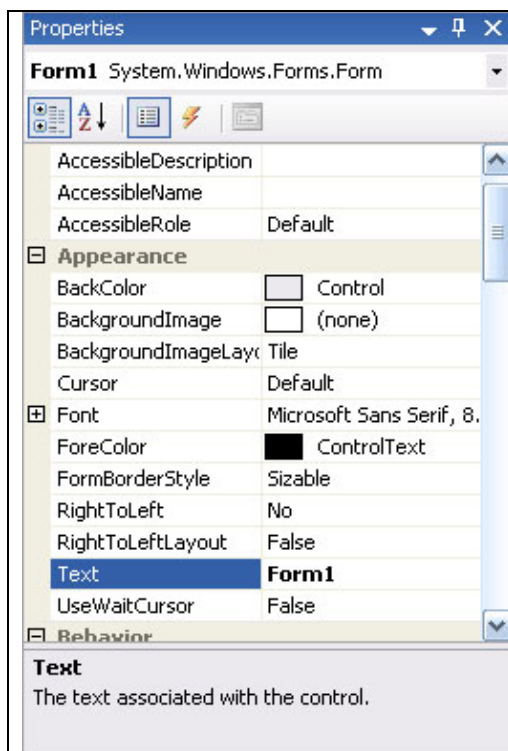 Properties
Form1 System.Windows.Forms.Form
AccessibleDescription
AccessibleName
AccessibleRole Default
Appearance
BackColor Control
BackgroundImage (none)
BackgroundImageLayo Tile
Cursor Default
Font Microsoft Sans Serif, 8.
ForeColor ControlText
FormBorderStyle Sizable
RightToLeft No
RightToLeftLayout False
Text Form1
UseWaitCursor False
Behavior
Text
The text associated with the control.